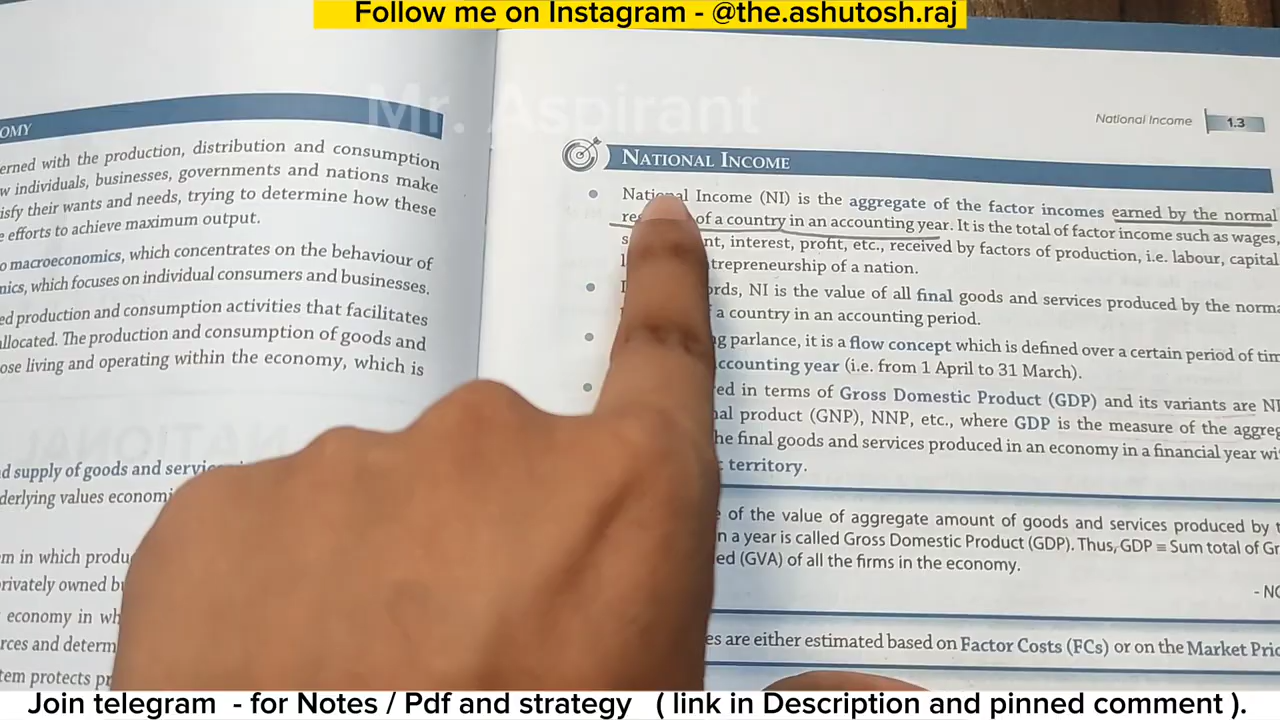 Follow me on Instagram - @the.ashutosh.raj
Mr. Aspirant
OMY
erned with the production, distribution and consumption
w individuals, businesses, governments and nations make
isfy their wants and needs, trying to determine how these
e efforts to achieve maximum output.
o macroeconomics, which concentrates on the behaviour of
mics, which focuses on individual consumers and businesses.
ed production and consumption activities that facilitates
llocated. The production and consumption of goods and
ose living and operating within the economy, which is
d supply of goods and servic
derlying values economi
m in which produ
privately owned b
economy in wh
rces and determ
tem protects pr
National Income 1.3
NATIONAL INCOME
National Income (NI) is the aggregate of the factor incomes earned by the normal
of a country in an accounting year. It is the total of factor income such as wages,
interest, profit, etc., received by factors of production, i.e. labour, capital
trepreneurship of a nation.
rds, NI is the value of all final goods and services produced by the norma
a country in an accounting period.
g parlance, it is a flow concept which is defined over a certain period of tim
accounting year (i.e. from 1 April to 31 March).
ed in terms of Gross Domestic Product (GDP) and its variants are NI
al product (GNP), NNP, etc., where GDP is the measure of the aggreg
he final goods and services produced in an economy in a financial year wi
territory.
of the value of aggregate amount of goods and services produced by t
n a year is called Gross Domestic Product (GDP). Thus, GDP ≡ Sum total of Gr
ed (GVA) of all the firms in the economy.
- NC
es are either estimated based on Factor Costs (FCs) or on the Market Pric
Join telegram - for Notes / Pdf and strategy ( link in Description and pinned comment ).